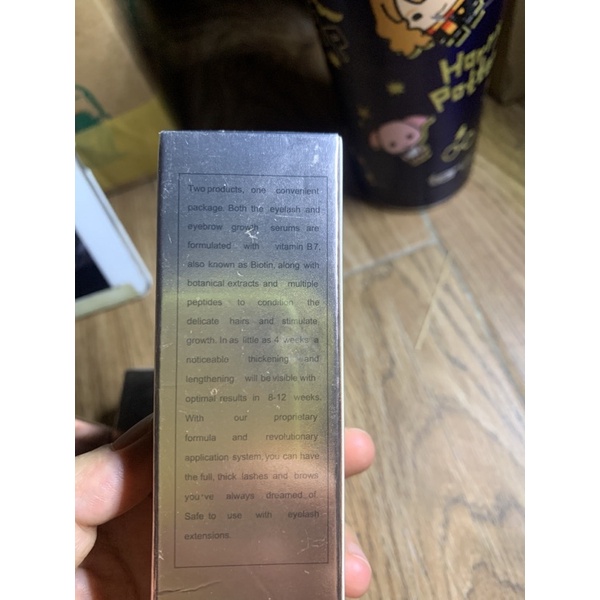 Harry
Potter
Two products, one convenient
package. Both the eyelash and
eyebrow growth serums are
formulated with vitamin B7,
also known as Biotin, along with
botanical extracts and multiple
peptides to condition the
delicate hairs and stimulate
growth. In as little as 4 weeks a
noticeable thickening and
lengthening will be visible with
optimal results in 8-12 weeks.
With our proprietary
formula and revolutionary
application system, you can have
the full, thick lashes and brows
you've always dreamed of.
Safe to use with eyelash
extensions.